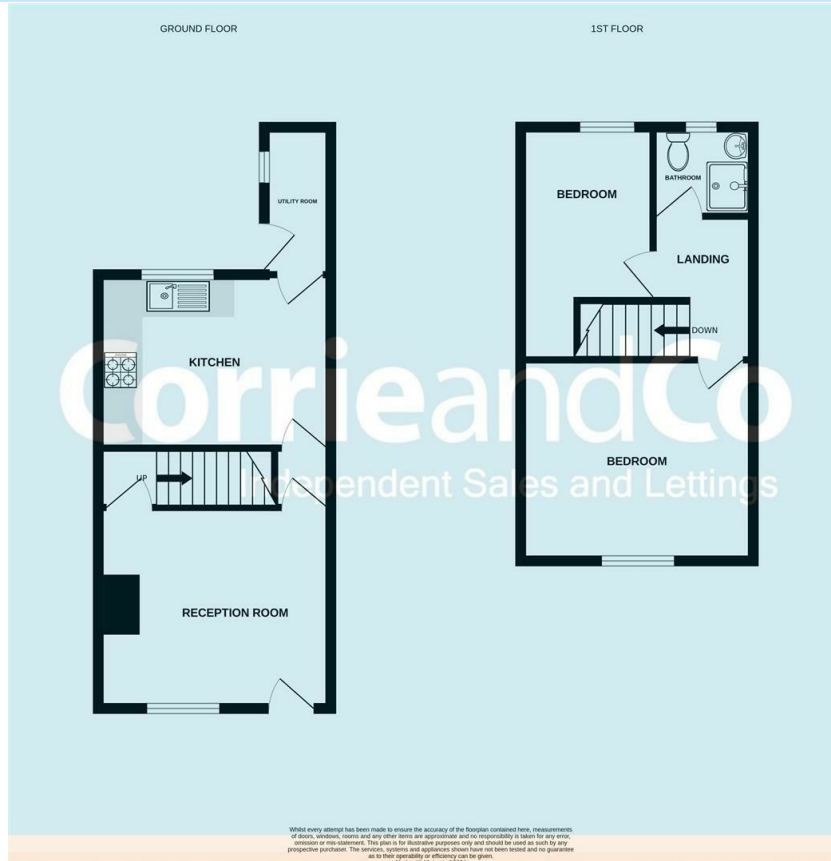 GROUND FLOOR
1ST FLOOR
UTILITY ROOM
BATHROOM
BEDROOM
LANDING
DOWN
KITCHEN
CorrieandCo
Independent Sales and Lettings
UP
BEDROOM
RECEPTION ROOM
Whilst every attempt has been made to ensure the accuracy of the floorplan contained here, measurements
of doors, windows, rooms and any other items are approximate and no responsibility is taken for any error,
omission or mis-statement. This plan is for illustrative purposes only and should be used as such by any
prospective purchaser. The services, systems and appliances shown have not been tested and no guarantee
as to their operability or efficiency can be given.